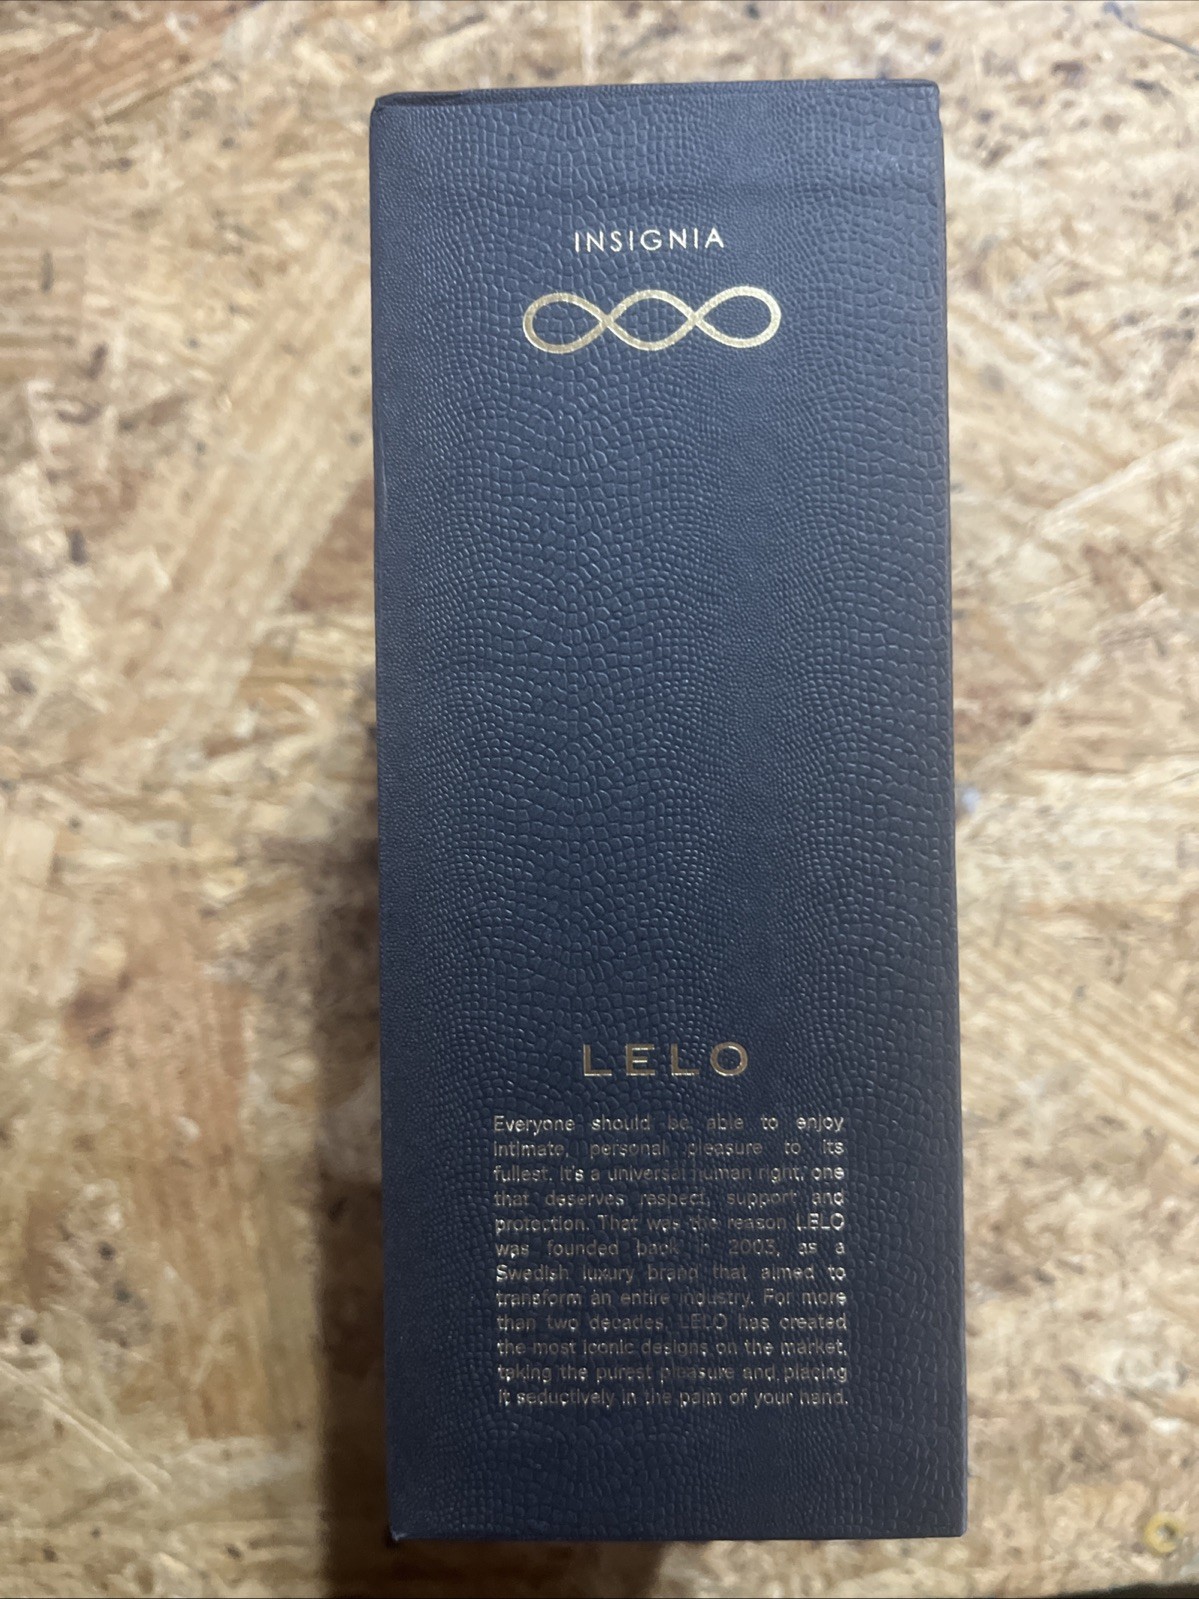 INSIGNIA
LELO
Everyone should be able to enjoy
intimate, personal pleasure to its
fullest. It's a universal human right, one
that deserves respect, support and
protection. That was the reason LELO
was founded back in 2003, as a
Swedish luxury brand that aimed to
transform an entire industry. For more
than two decades, LELO has created
the most iconic designs on the market,
taking the purest pleasure and placing
it seductively in the palm of your hand.